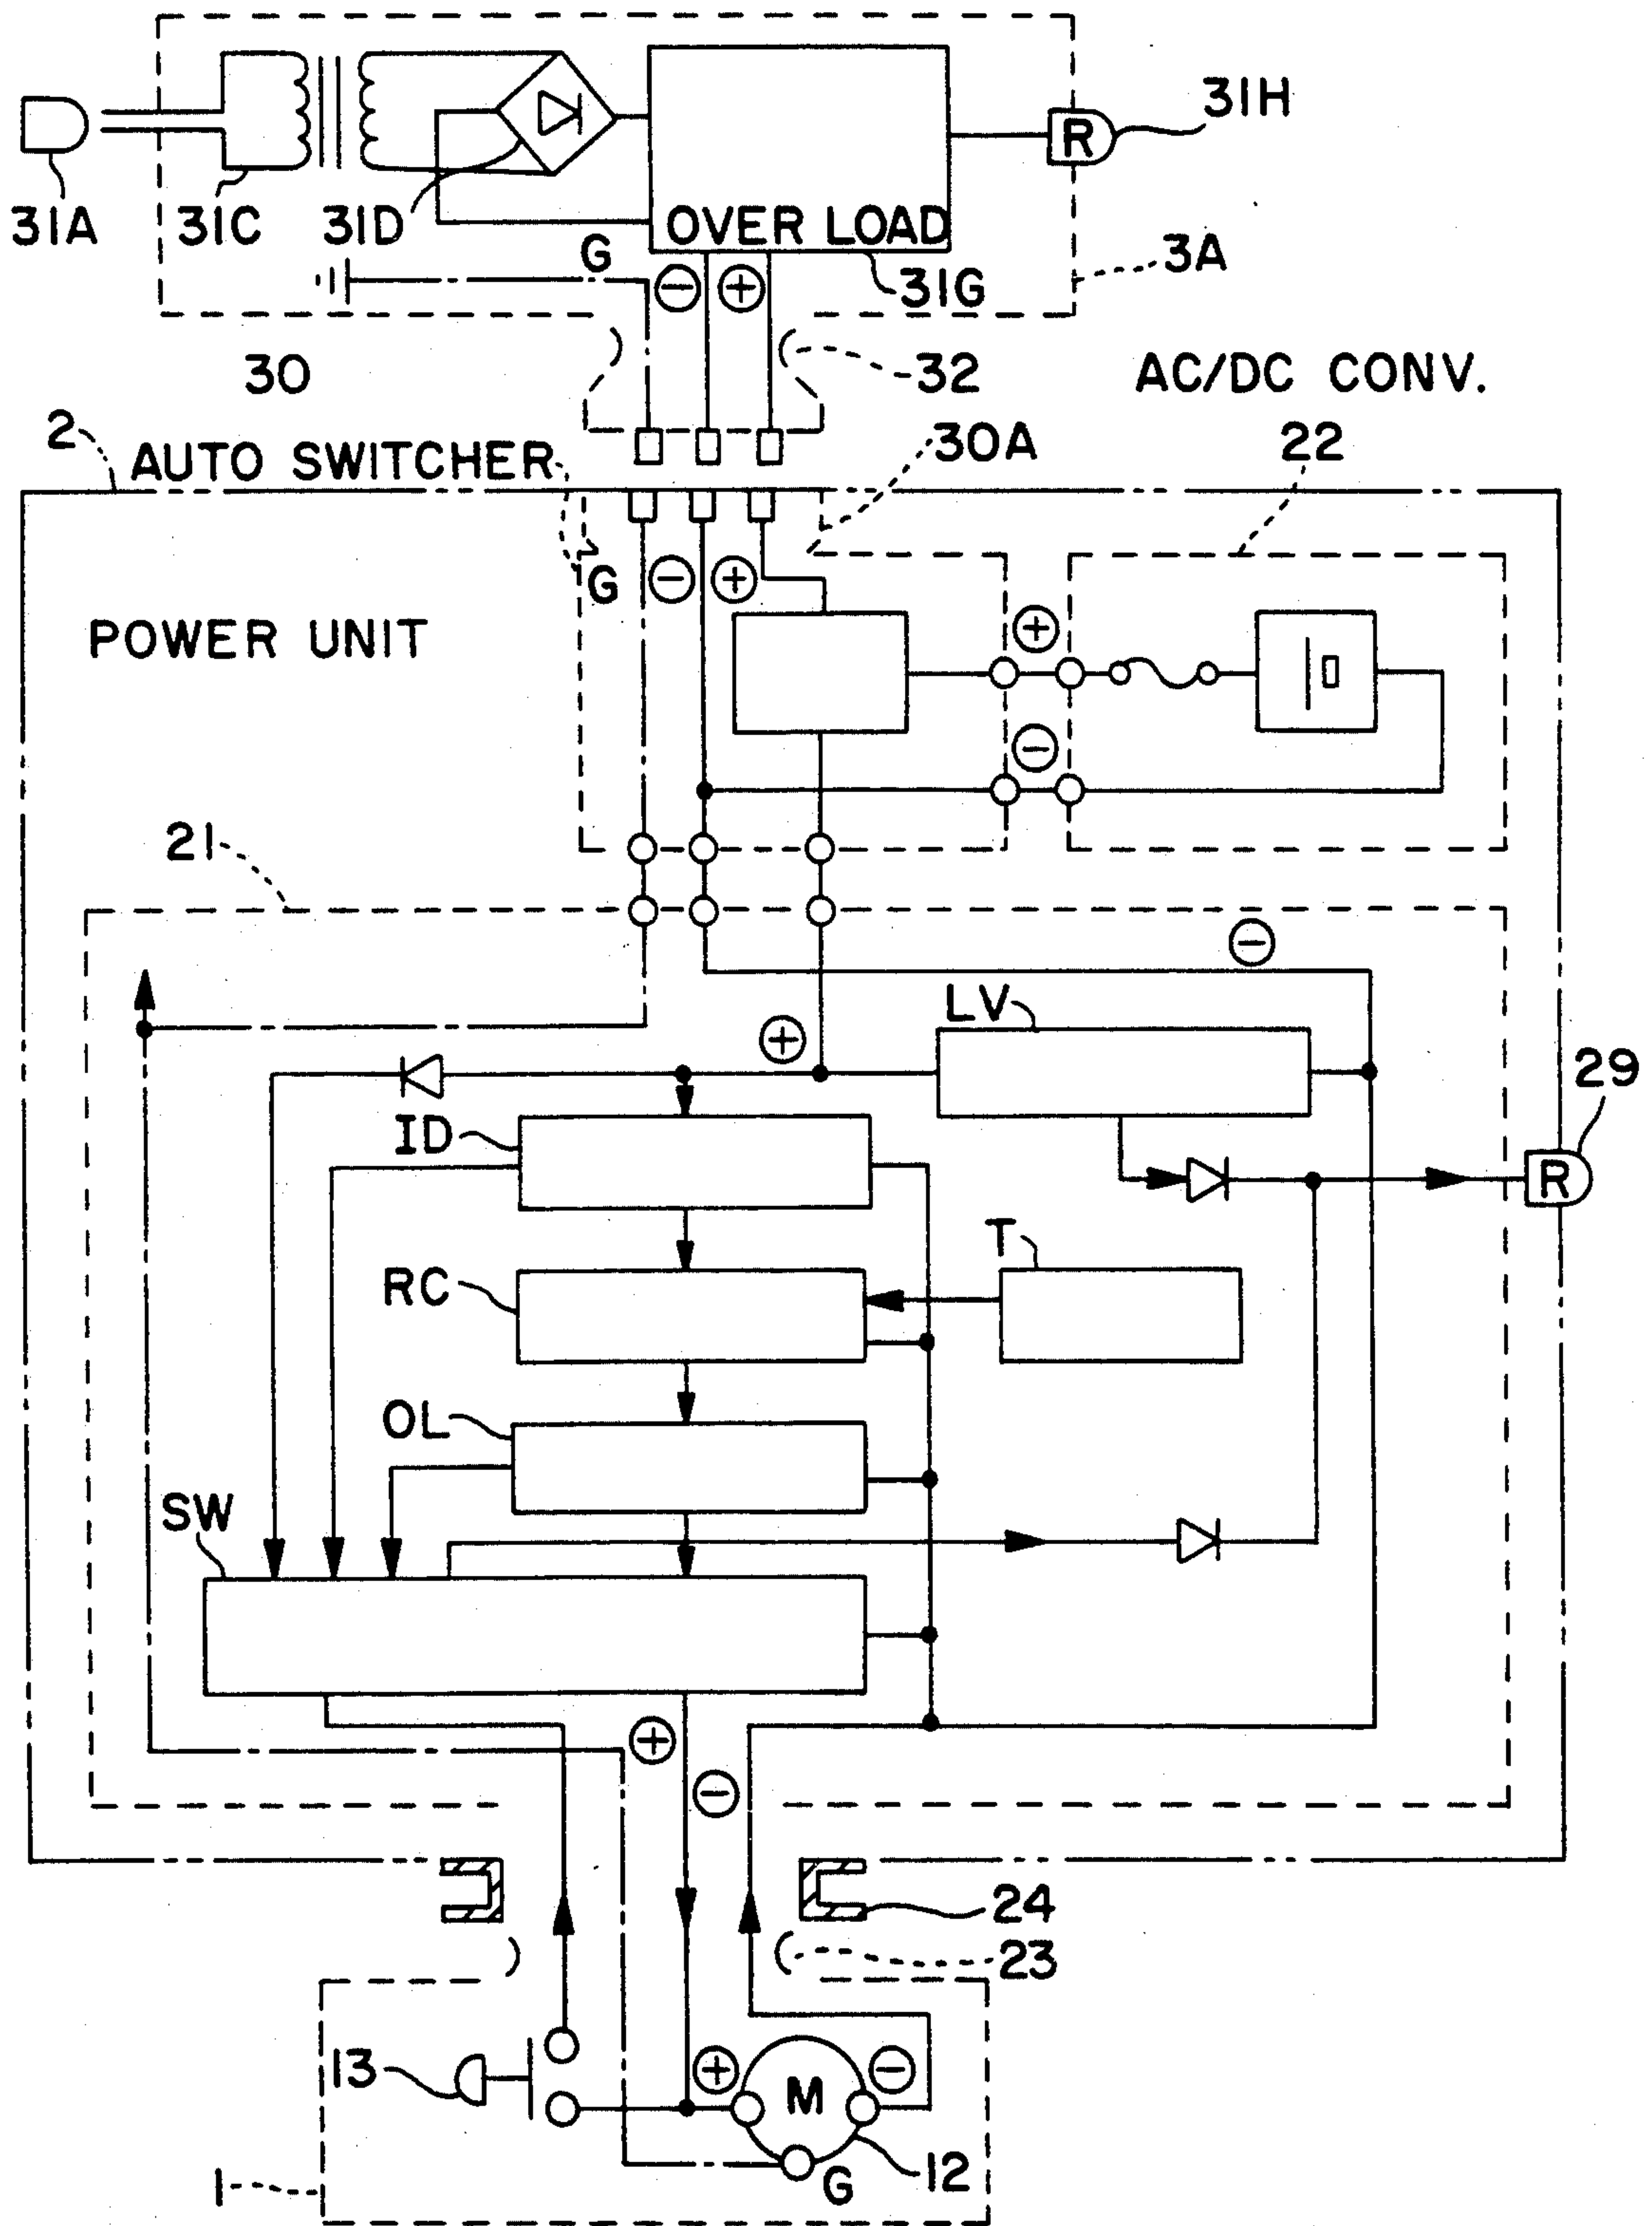 31H
R
31A
31C
31D
OVER LOAD
G
⊖
⊕
31G
3A
30
32
AC/DC CONV.
2
AUTO SWITCHER
30A
22
G
⊖
⊕
POWER UNIT
⊕
⊖
21
⊖
LV
⊕
29
ID
R
T
RC
OL
SW
⊕
⊖
24
23
13
⊕
M
⊖
12
1
G